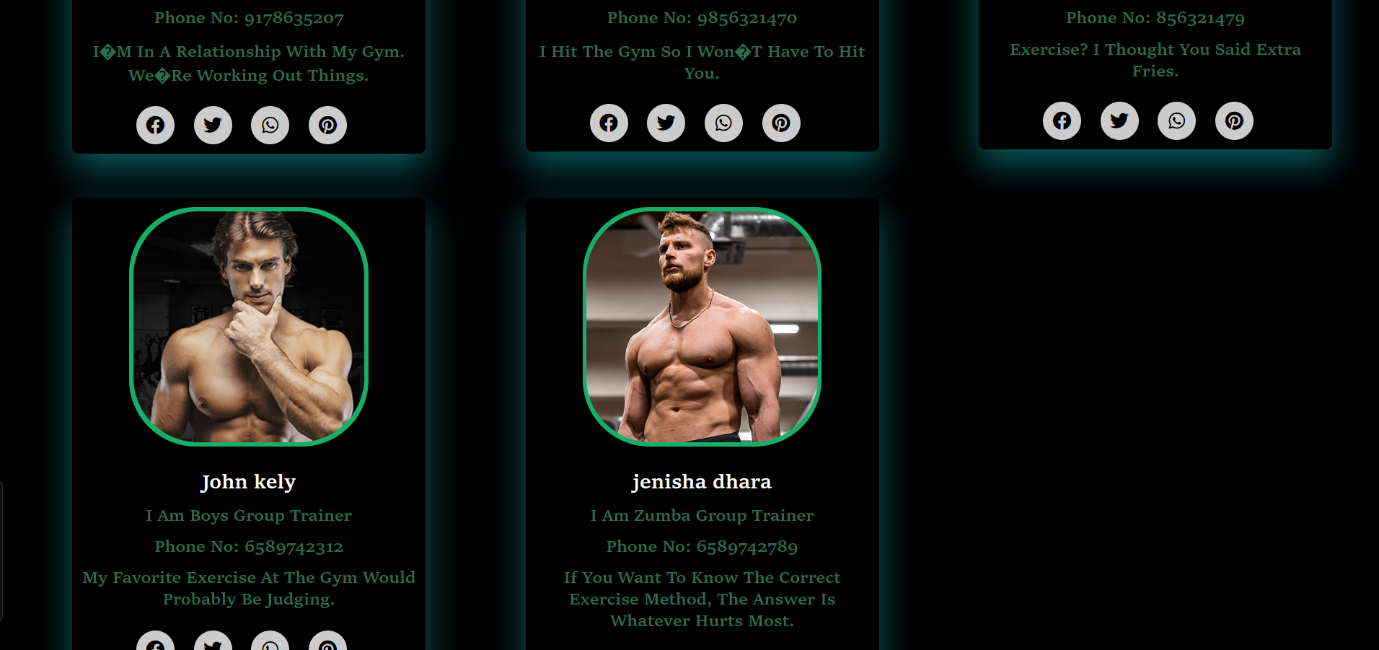 Phone No: 9178635207
I�M In A Relationship With My Gym.
We�Re Working Out Things.
Phone No: 9856321470
I Hit The Gym So I Won�T Have To Hit
You.
Phone No: 856321479
Exercise? I Thought You Said Extra
Fries.
John kely
I Am Boys Group Trainer
Phone No: 6589742312
My Favorite Exercise At The Gym Would
Probably Be Judging.
jenisha dhara
I Am Zumba Group Trainer
Phone No: 6589742789
If You Want To Know The Correct
Exercise Method, The Answer Is
Whatever Hurts Most.